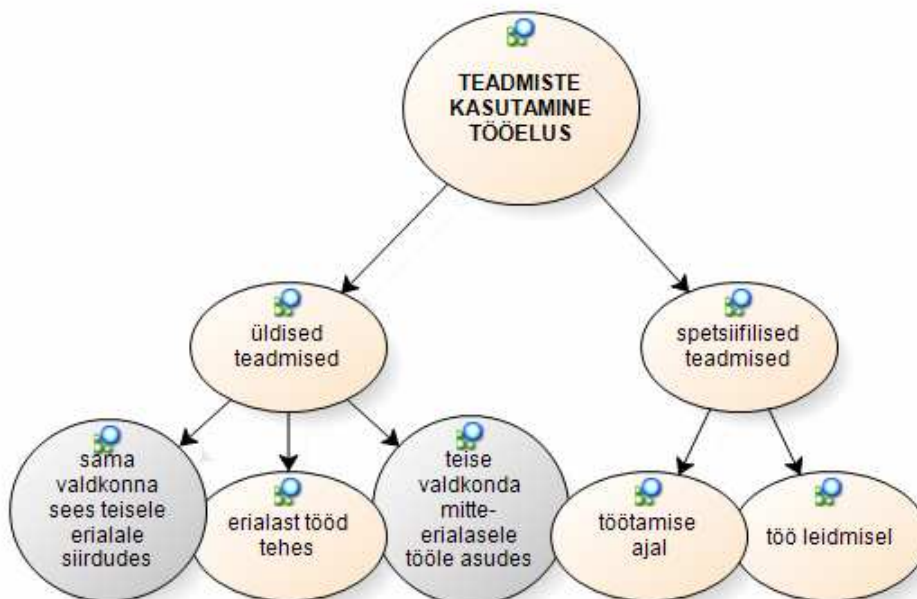 TEADMISTE
KASUTAMINE
TÖÖELUS
üldised
teadmised
spetsiifilised
teadmised
sama
valdkonna
sees teisele
erialale
siirdudes
erialast tööd
tehes
teise
valdkonda
mitte-
erialasele
tööle asudes
töötamise
ajal
töö leidmisel